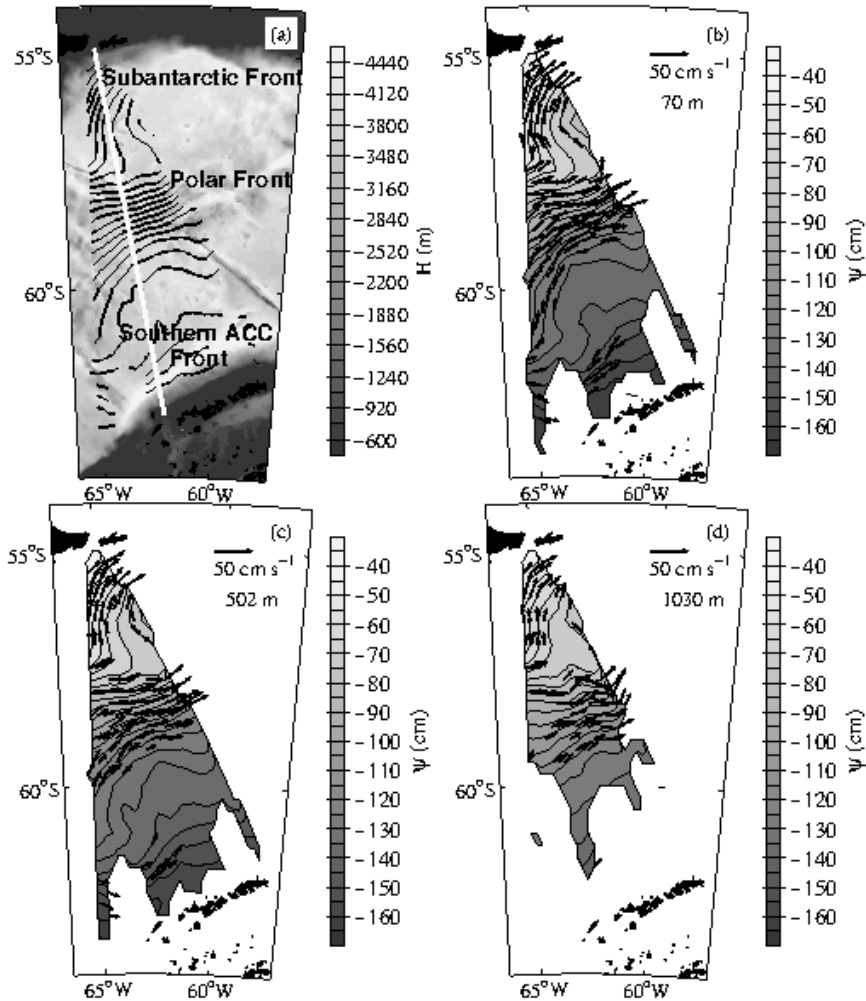 (a)
55°S
Subantarctic Front
Polar Front
60°S
Southern ACC
Front
65°W
60°W
−4440
−4120
−3800
−3480
−3160
−2840
−2520
−2200
−1880
−1560
−1240
−920
−600
H (m)
(b)
55°S
50 cm s⁻¹
70 m
60°S
65°W
60°W
−40
−50
−60
−70
−80
−90
−100
−110
−120
−130
−140
−150
−160
Ψ (cm)
(c)
55°S
50 cm s⁻¹
502 m
60°S
65°W
60°W
−40
−50
−60
−70
−80
−90
−100
−110
−120
−130
−140
−150
−160
Ψ (cm)
(d)
55°S
50 cm s⁻¹
1030 m
60°S
65°W
60°W
−40
−50
−60
−70
−80
−90
−100
−110
−120
−130
−140
−150
−160
Ψ (cm)